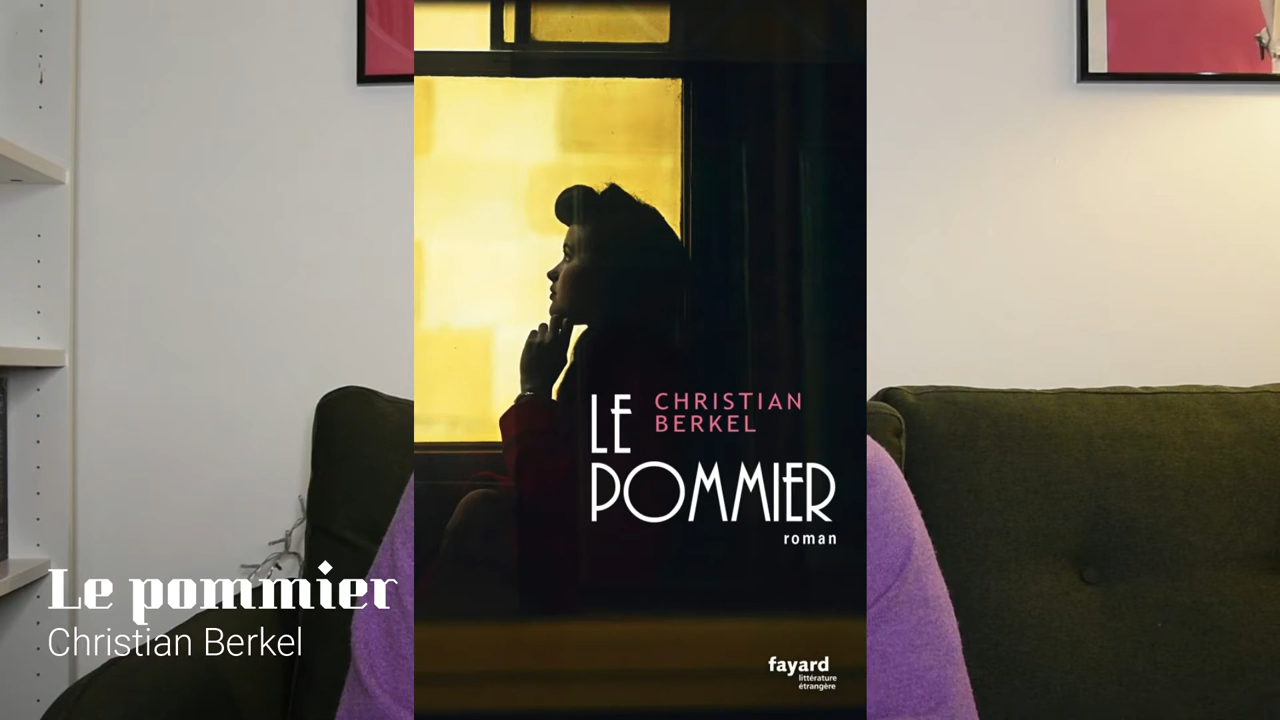 LE
CHRISTIAN
BERKEL
POMMIER
roman
fayard
littérature
étrangère
Le pommier
Christian Berkel